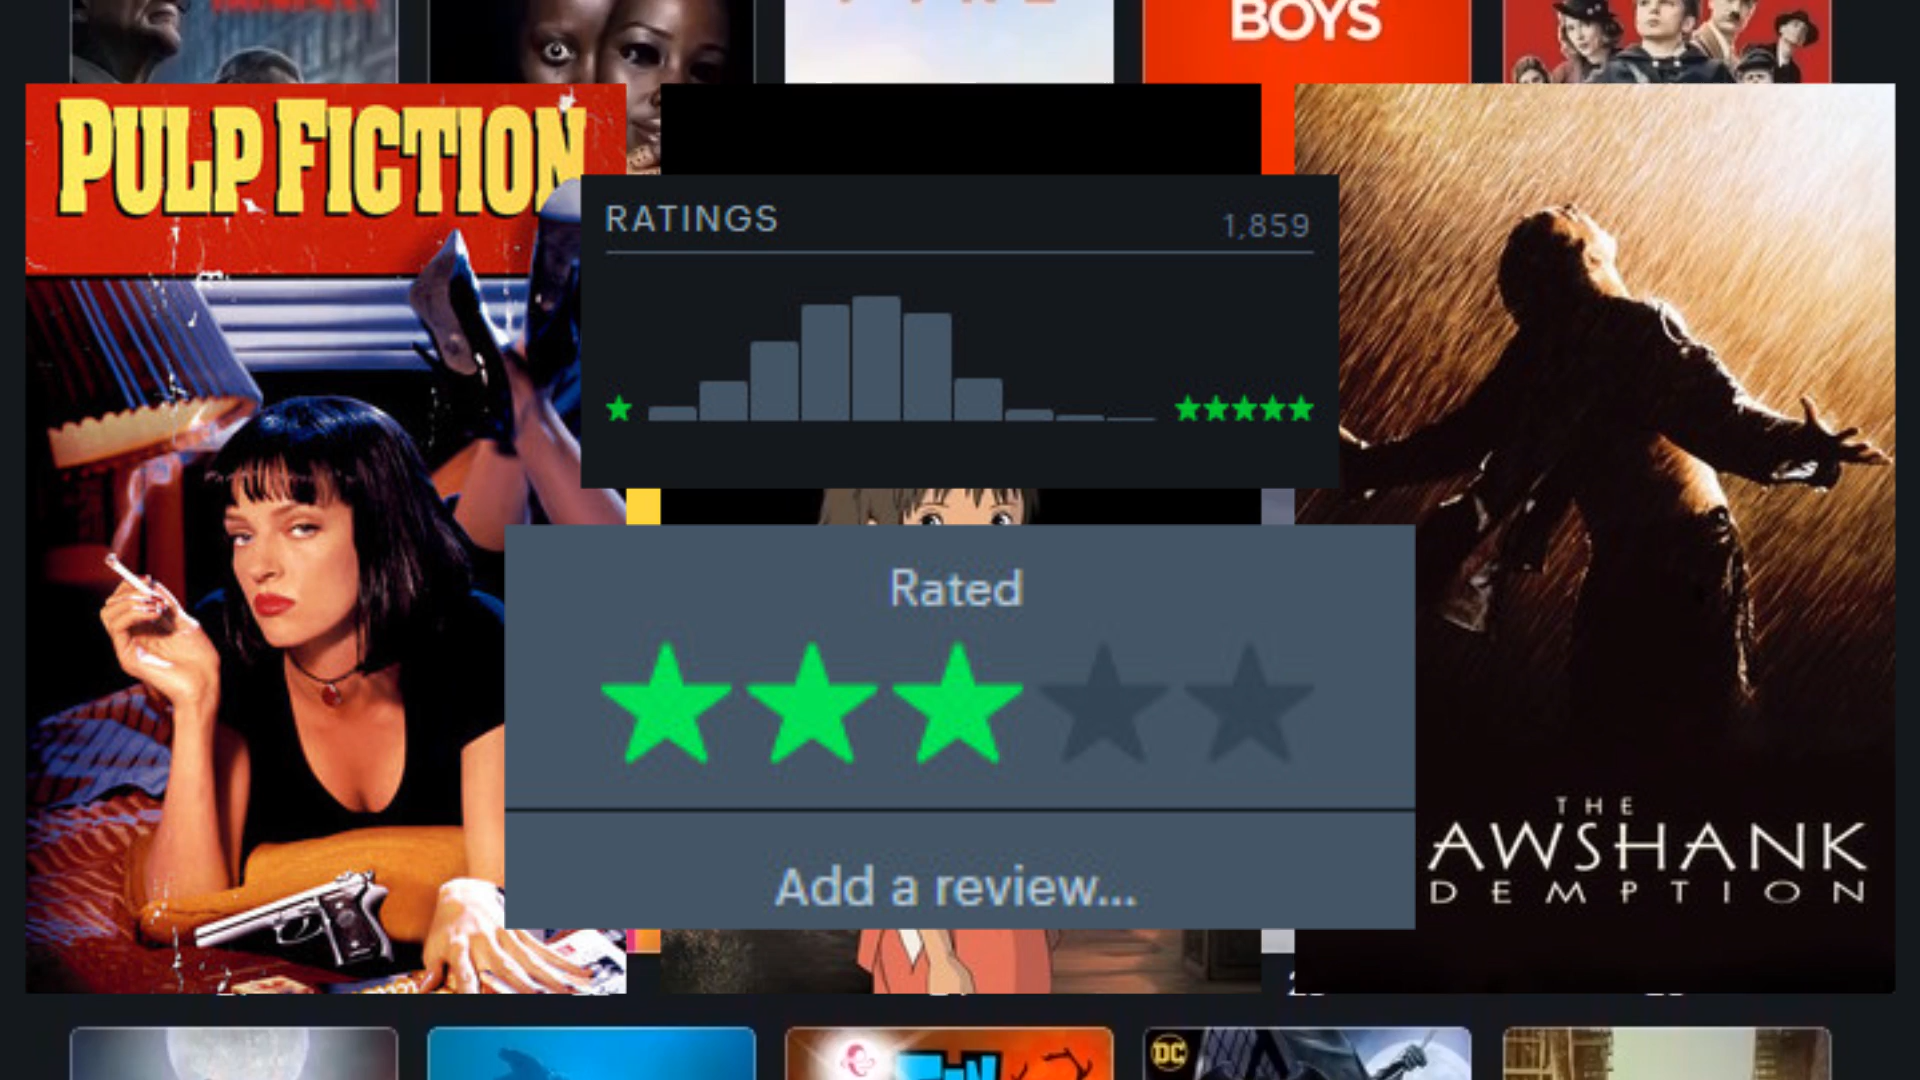 BOYS
PULP FICTION
RATINGS
1,859
Rated
Add a review...
THE
AWSHANK
DEMPTION
DC